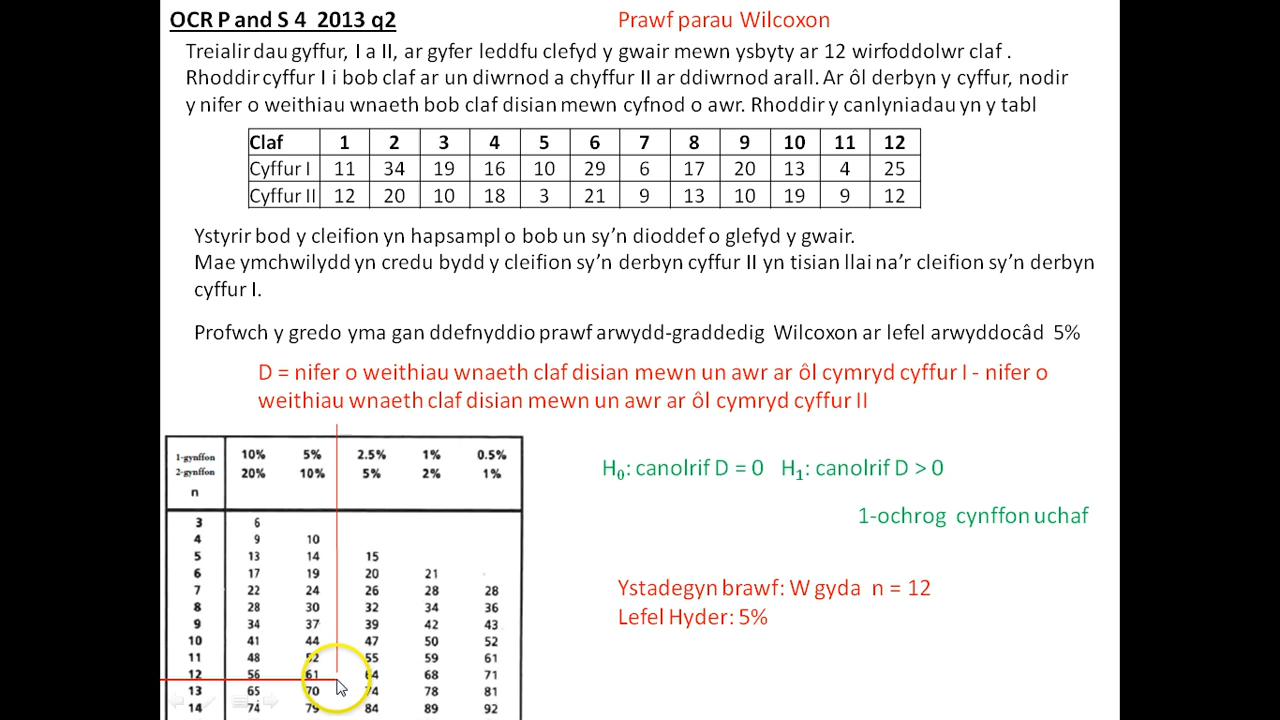 OCR P and S 4 2013 q2
Prawf parau Wilcoxon
Treialir dau gyffur, I a II, ar gyfer leddfu clefyd y gwair mewn ysbyty ar 12 wirfoddolwr claf .
Rhoddir cyffur I i bob claf ar un diwrnod a chyffur II ar ddiwrnod arall. Ar ôl derbyn y cyffur, nodir
y nifer o weithiau wnaeth bob claf disian mewn cyfnod o awr. Rhoddir y canlyniadau yn y tabl
Claf 1 2 3 4 5 6 7 8 9 10 11 12
Cyffur I 11 34 19 16 10 29 6 17 20 13 4 25
Cyffur II 12 20 10 18 3 21 9 13 10 19 9 12
Ystyrir bod y cleifion yn hapsampl o bob un sy’n dioddef o glefyd y gwair.
Mae ymchwilydd yn credu bydd y cleifion sy’n derbyn cyffur II yn tisian llai na’r cleifion sy’n derbyn
cyffur I.
Profwch y gredo yma gan ddefnyddio prawf arwydd-graddedig Wilcoxon ar lefel arwyddocâd 5%
D = nifer o weithiau wnaeth claf disian mewn un awr ar ôl cymryd cyffur I - nifer o
weithiau wnaeth claf disian mewn un awr ar ôl cymryd cyffur II
1-gynffon 10% 5% 2.5% 1% 0.5%
2-gynffon 20% 10% 5% 2% 1%
n
3 6
4 9 10
5 13 14 15
6 17 19 20 21
7 22 24 26 28 28
8 28 30 32 34 36
9 34 37 39 42 43
10 41 44 47 50 52
11 48 52 55 59 61
12 56 61 64 68 71
13 65 70 74 78 81
14 74 79 84 89 92
H₀: canolrif D = 0 H₁: canolrif D > 0
1-ochrog cynffon uchaf
Ystadegyn brawf: W gyda n = 12
Lefel Hyder: 5%